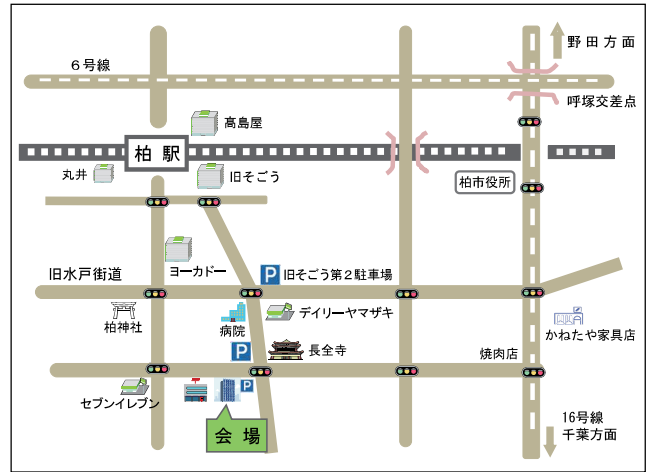 野田方面
6号線
呼塚交差点
高島屋
柏駅
丸井
旧そごう
柏市役所
ヨーカドー
旧水戸街道
P
旧そごう第2駐車場
柏神社
病院
デイリーヤマザキ
かねたや家具店
P
長全寺
焼肉店
セブンイレブン
P
会場
16号線
千葉方面